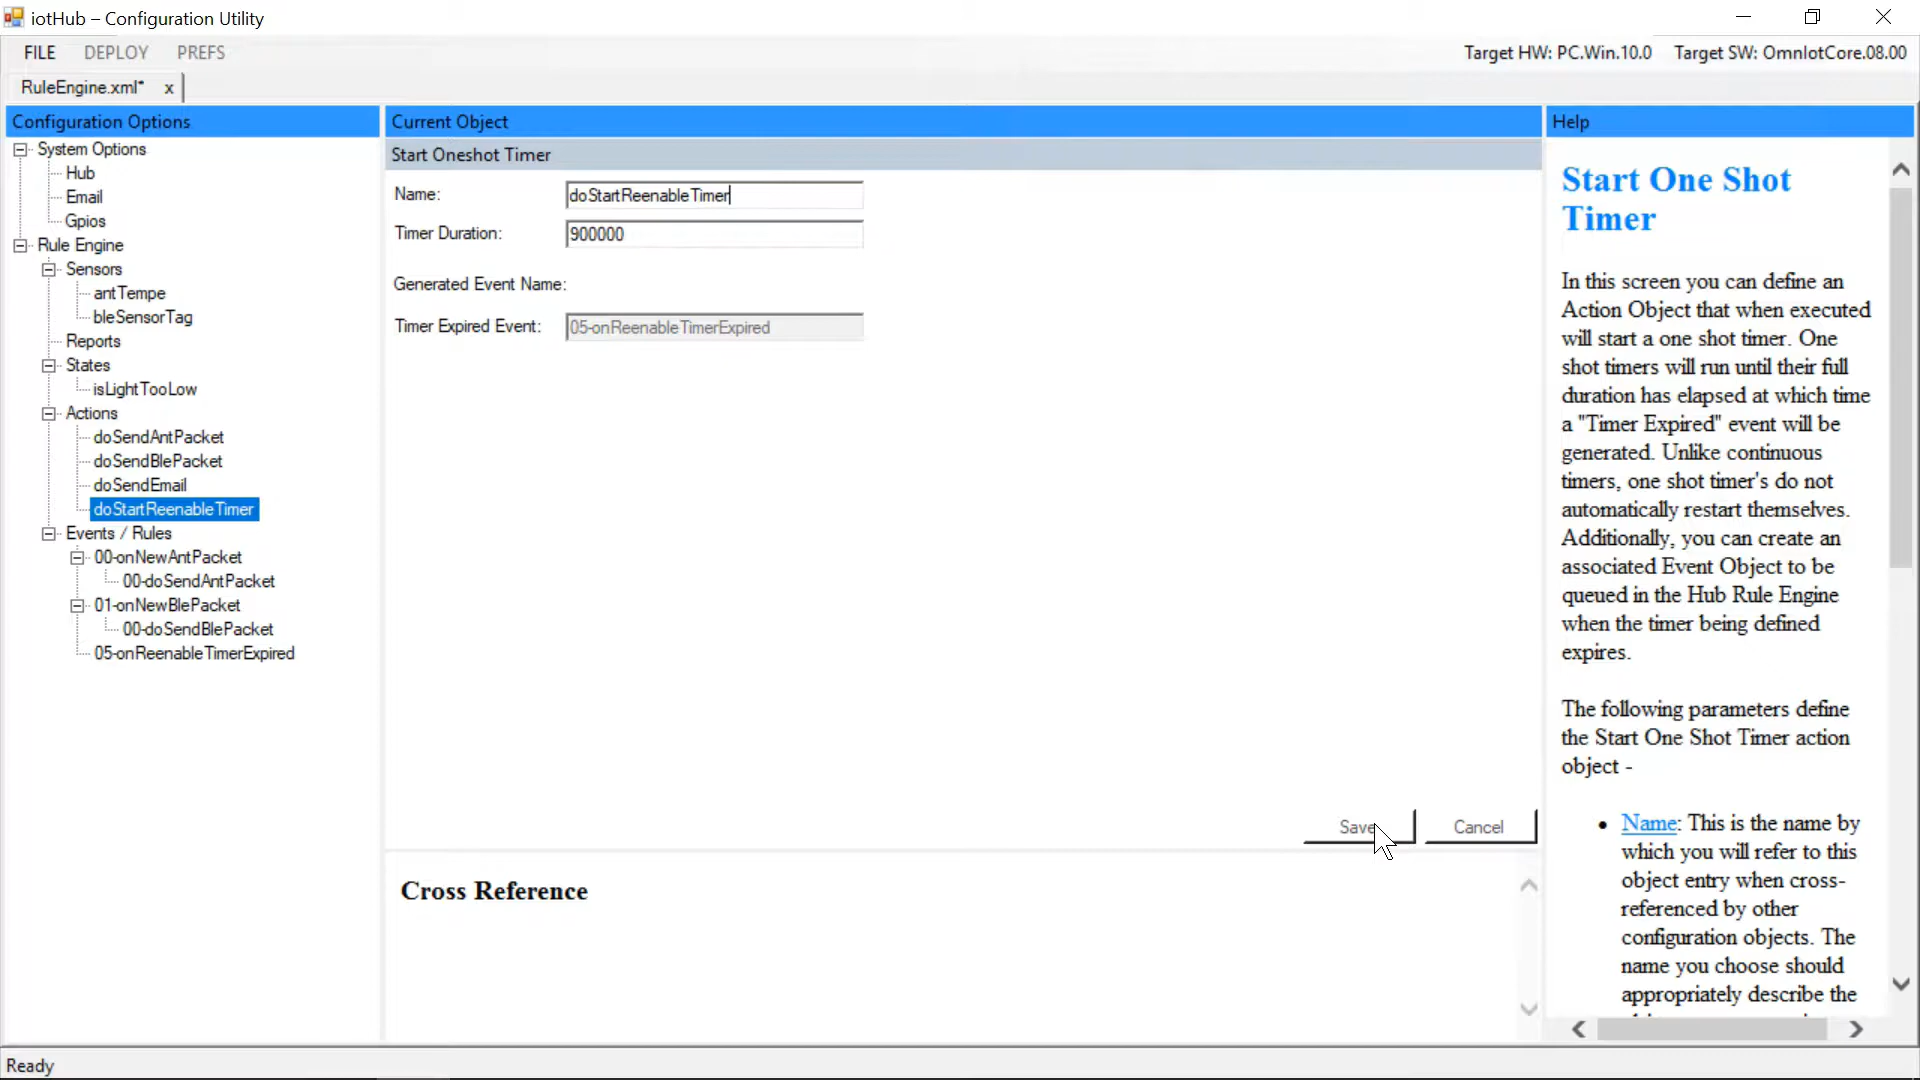 iotHub – Configuration Utility
FILE DEPLOY PREFS
Target HW: PC.Win.10.0 Target SW: OmnIotCore.08.00
RuleEngine.xml* x
Configuration Options
System Options
Hub
Email
Gpios
Rule Engine
Sensors
antTempe
bleSensorTag
Reports
States
isLightTooLow
Actions
doSendAntPacket
doSendBlePacket
doSendEmail
doStartReenableTimer
Events / Rules
00-onNewAntPacket
00-doSendAntPacket
01-onNewBlePacket
00-doSendBlePacket
05-onReenableTimerExpired
Current Object
Start Oneshot Timer
Name: doStartReenableTimer
Timer Duration: 900000
Generated Event Name:
Timer Expired Event: 05-onReenableTimerExpired
Save Cancel
Cross Reference
Help
Start One Shot
Timer
In this screen you can define an
Action Object that when executed
will start a one shot timer. One
shot timers will run until their full
duration has elapsed at which time
a "Timer Expired" event will be
generated. Unlike continuous
timers, one shot timer's do not
automatically restart themselves.
Additionally, you can create an
associated Event Object to be
queued in the Hub Rule Engine
when the timer being defined
expires.
The following parameters define
the Start One Shot Timer action
object -
• Name: This is the name by
which you will refer to this
object entry when cross-
referenced by other
configuration objects. The
name you choose should
appropriately describe the
Ready